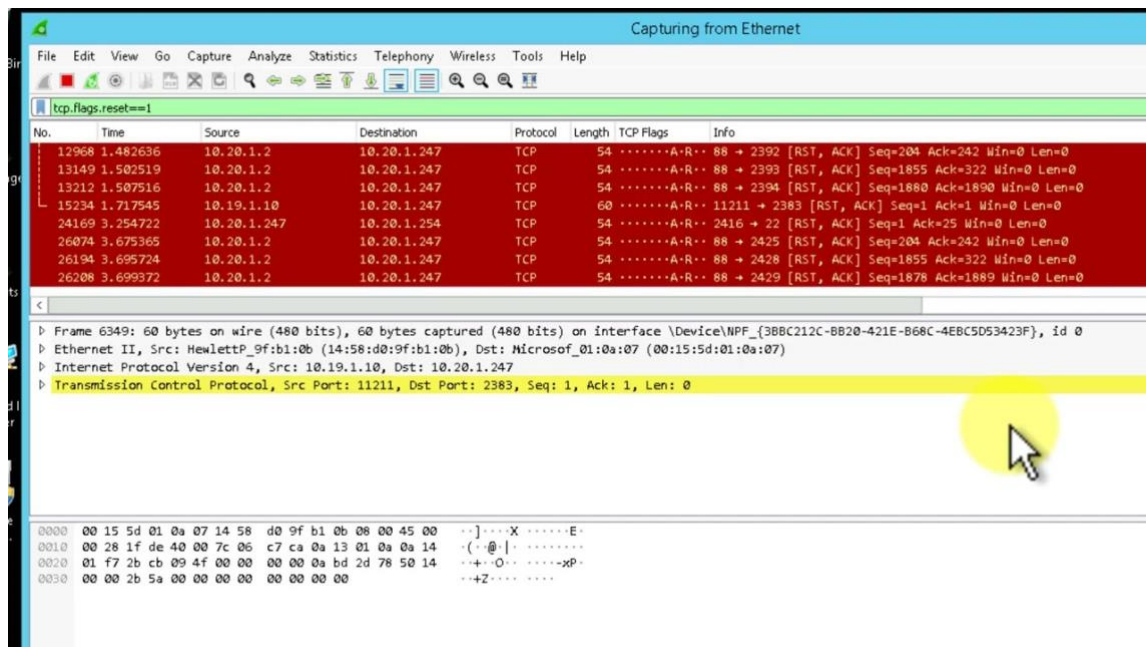 Capturing from Ethernet
File Edit View Go Capture Analyze Statistics Telephony Wireless Tools Help
tcp.flags.reset==1
No. Time Source Destination Protocol Length TCP Flags Info
12968 1.482636 10.20.1.2 10.20.1.247 TCP 54 ·······A·R·· 88 → 2392 [RST, ACK] Seq=204 Ack=242 Win=0 Len=0
13149 1.502519 10.20.1.2 10.20.1.247 TCP 54 ·······A·R·· 88 → 2393 [RST, ACK] Seq=1855 Ack=322 Win=0 Len=0
13212 1.507516 10.20.1.2 10.20.1.247 TCP 54 ·······A·R·· 88 → 2394 [RST, ACK] Seq=1880 Ack=1890 Win=0 Len=0
15234 1.717545 10.19.1.10 10.20.1.247 TCP 60 ·······A·R·· 11211 → 2383 [RST, ACK] Seq=1 Ack=1 Win=0 Len=0
24169 3.254722 10.20.1.247 10.20.1.254 TCP 54 ·······A·R·· 2416 → 22 [RST, ACK] Seq=1 Ack=25 Win=0 Len=0
26074 3.675365 10.20.1.2 10.20.1.247 TCP 54 ·······A·R·· 88 → 2425 [RST, ACK] Seq=204 Ack=242 Win=0 Len=0
26194 3.695724 10.20.1.2 10.20.1.247 TCP 54 ·······A·R·· 88 → 2428 [RST, ACK] Seq=1855 Ack=322 Win=0 Len=0
26208 3.699372 10.20.1.2 10.20.1.247 TCP 54 ·······A·R·· 88 → 2429 [RST, ACK] Seq=1878 Ack=1889 Win=0 Len=0
Frame 6349: 60 bytes on wire (480 bits), 60 bytes captured (480 bits) on interface \Device\NPF_{3BBC212C-BB20-421E-B68C-4EBC5D53423F}, id 0
Ethernet II, Src: HewlettP_9f:b1:0b (14:58:d0:9f:b1:0b), Dst: Microsof_01:0a:07 (00:15:5d:01:0a:07)
Internet Protocol Version 4, Src: 10.19.1.10, Dst: 10.20.1.247
Transmission Control Protocol, Src Port: 11211, Dst Port: 2383, Seq: 1, Ack: 1, Len: 0
0000 00 15 5d 01 0a 07 14 58 d0 9f b1 0b 08 00 45 00 ··]····X ······E·
0010 00 28 1f de 40 00 7c 06 c7 ca 0a 13 01 0a 0a 14 ·(··@·|· ········
0020 01 f7 2b cb 09 4f 00 00 00 00 0a bd 2d 78 50 14 ··+··O·· ····-xP·
0030 00 00 2b 5a 00 00 00 00 00 00 00 00 ··+Z···· ····